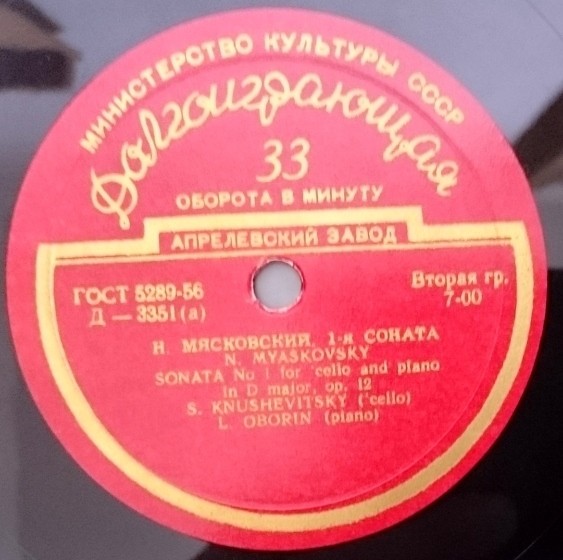 МИНИСТЕРСТВО КУЛЬТУРЫ СССР
Долгоиграющая
33
ОБОРОТА В МИНУТУ
АПРЕЛЕВСКИЙ ЗАВОД
ГОСТ 5289-56
Д — 3351 (а)
Вторая гр.
7-00
Н. МЯСКОВСКИЙ, 1-я СОНАТА
N. MYASKOVSKY
SONATA No 1 for 'cello and piano
in D major, op. 12
S. KNUSHEVITSKY ('cello)
L. OBORIN (piano)